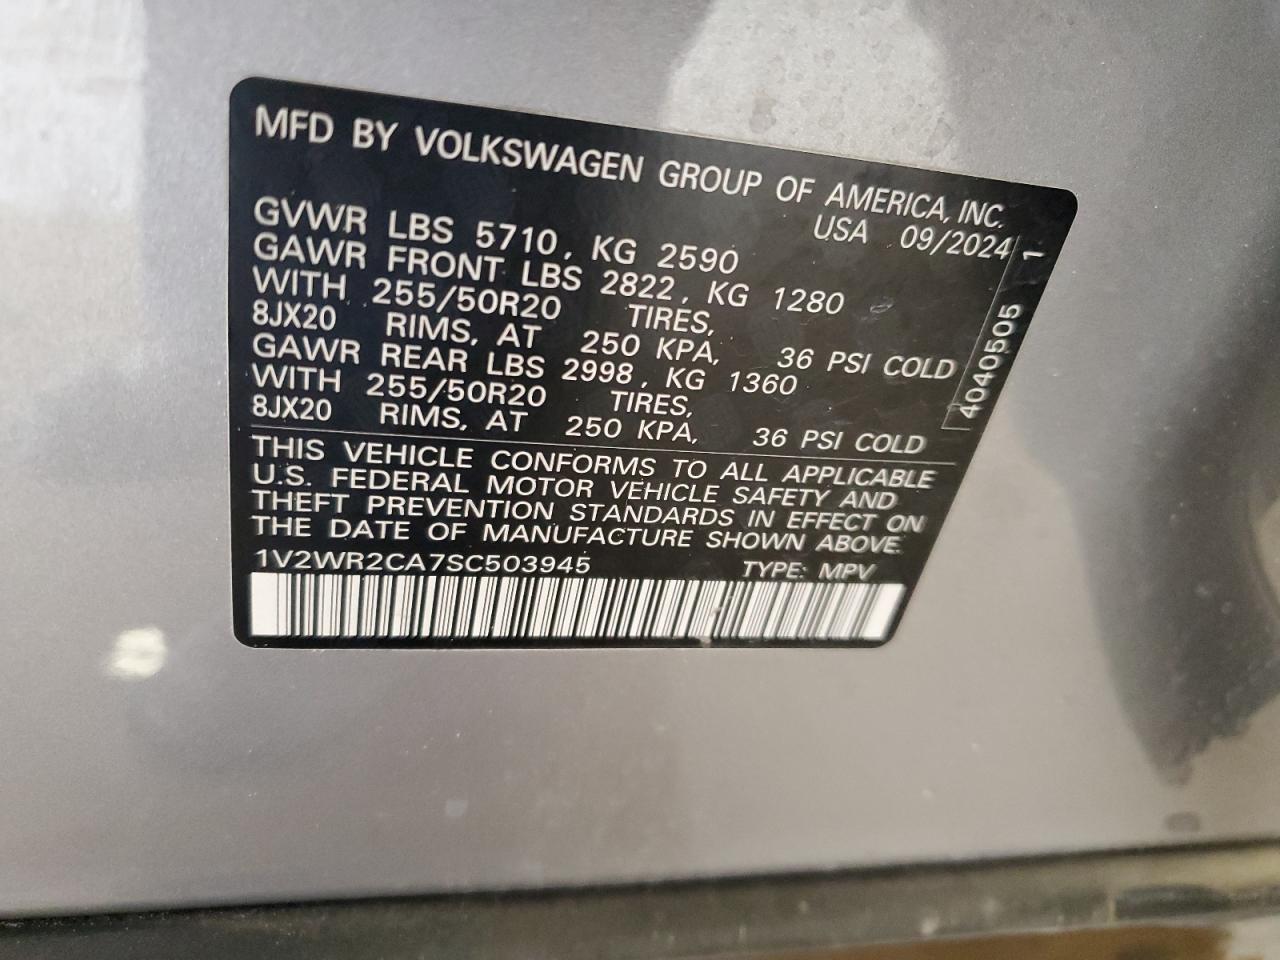 MFD BY VOLKSWAGEN GROUP OF AMERICA, INC.
USA 09/2024
GVWR LBS 5710, KG 2590
GAWR FRONT LBS 2822, KG 1280
WITH 255/50R20 TIRES,
8JX20 RIMS, AT 250 KPA, 36 PSI COLD
GAWR REAR LBS 2998, KG 1360
WITH 255/50R20 TIRES,
8JX20 RIMS, AT 250 KPA, 36 PSI COLD
4040505 1
THIS VEHICLE CONFORMS TO ALL APPLICABLE
U.S. FEDERAL MOTOR VEHICLE SAFETY AND
THEFT PREVENTION STANDARDS IN EFFECT ON
THE DATE OF MANUFACTURE SHOWN ABOVE.
1V2WR2CA7SC503945 TYPE: MPV